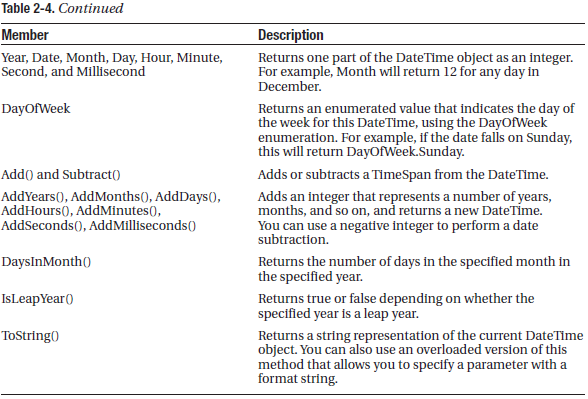 Table 2-4. Continued
Member Description
Year, Date, Month, Day, Hour, Minute,
Second, and Millisecond
Returns one part of the DateTime object as an integer.
For example, Month will return 12 for any day in
December.
DayOfWeek
Returns an enumerated value that indicates the day of
the week for this DateTime, using the DayOfWeek
enumeration. For example, if the date falls on Sunday,
this will return DayOfWeek.Sunday.
Add() and Subtract()
Adds or subtracts a TimeSpan from the DateTime.
AddYears(), AddMonths(), AddDays(),
AddHours(), AddMinutes(),
AddSeconds(), AddMilliseconds()
Adds an integer that represents a number of years,
months, and so on, and returns a new DateTime.
You can use a negative integer to perform a date
subtraction.
DaysInMonth()
Returns the number of days in the specified month in
the specified year.
IsLeapYear()
Returns true or false depending on whether the
specified year is a leap year.
ToString()
Returns a string representation of the current DateTime
object. You can also use an overloaded version of this
method that allows you to specify a parameter with a
format string.